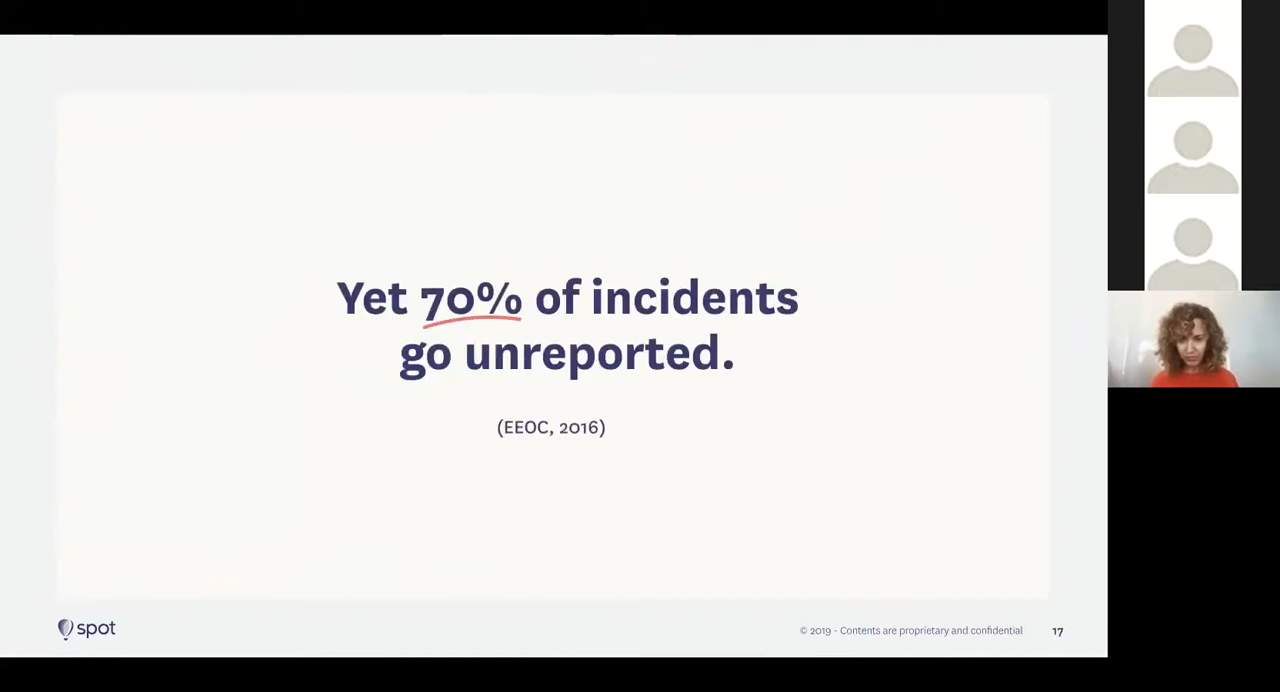 Yet 70% of incidents
go unreported.
(EEOC, 2016)
spot
© 2019 - Contents are proprietary and confidential
17